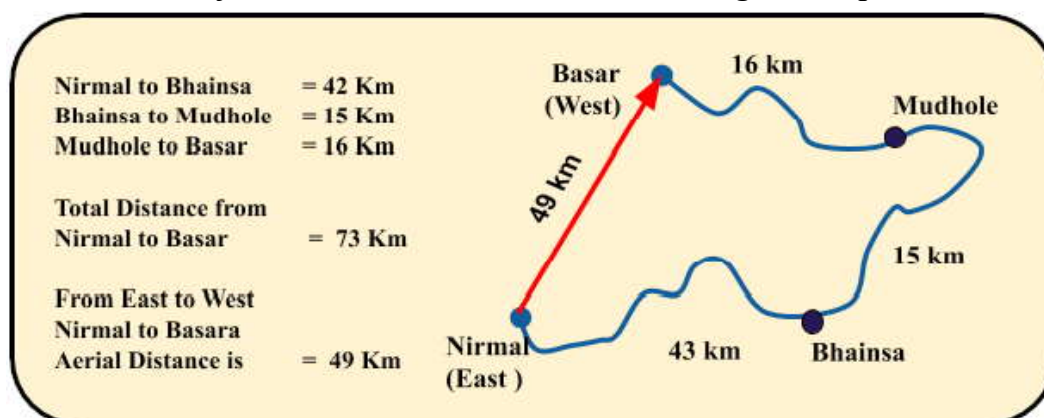 Nirmal to Bhainsa = 42 Km
Bhainsa to Mudhole = 15 Km
Mudhole to Basar = 16 Km
Total Distance from
Nirmal to Basar = 73 Km
From East to West
Nirmal to Basara
Aerial Distance is = 49 Km
Basar
(West)
16 km
Mudhole
49 km
15 km
Nirmal
(East )
43 km
Bhainsa